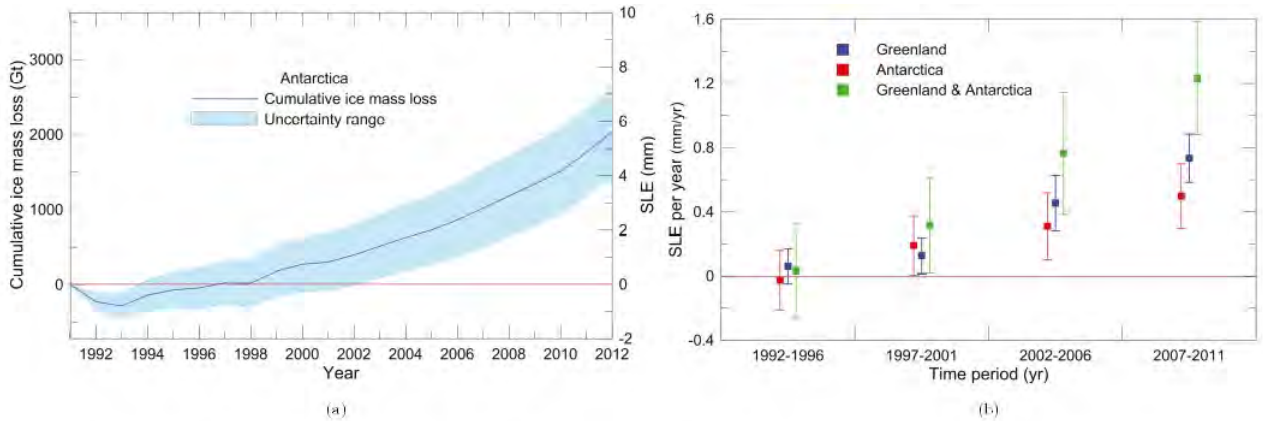 Cumulative ice mass loss (Gt)
3000
2000
1000
0
Antarctica
Cumulative ice mass loss
Uncertainty range
10
8
6
4
2
0
-2
SLE (mm)
1992 1994 1996 1998 2000 2002 2004 2006 2008 2010 2012
Year
(a)
SLE per year (mm/yr)
1.6
1.2
0.8
0.4
0
-0.4
Greenland
Antarctica
Greenland & Antarctica
1992-1996 1997-2001 2002-2006 2007-2011
Time period (yr)
(b)